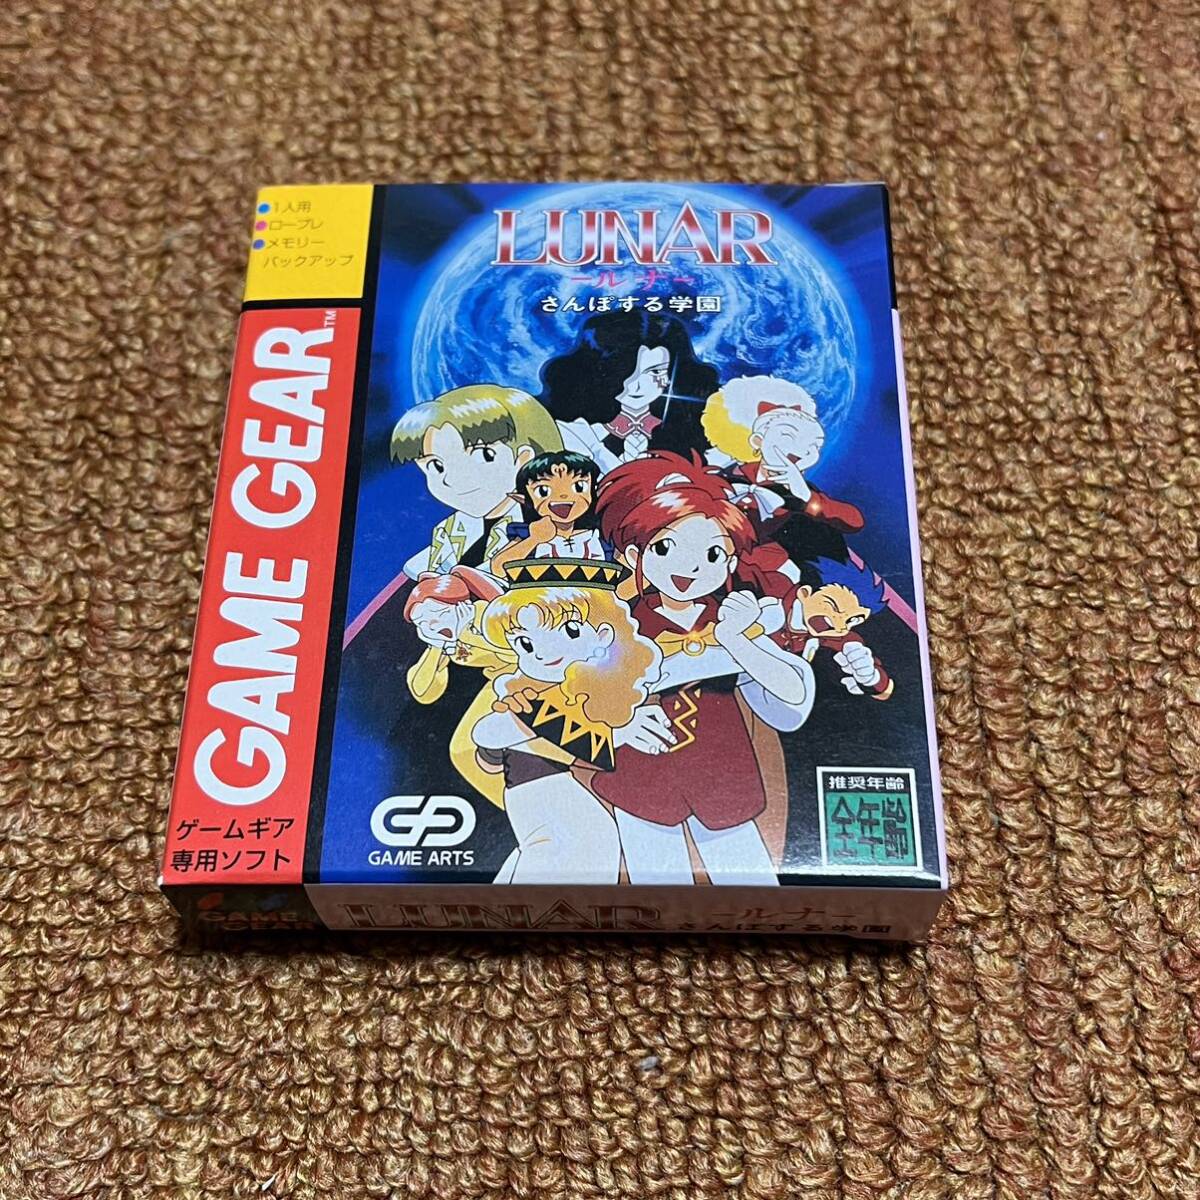 ●1人用
●ロープレ
●メモリー
バックアップ
LUNAR
ールナー
さんぽする学園
GAME GEAR™
ゲームギア
専用ソフト
GAME ARTS
推奨年齢
全年齢
GAME GEAR
LUNAR
ールナー
さんぽする学園